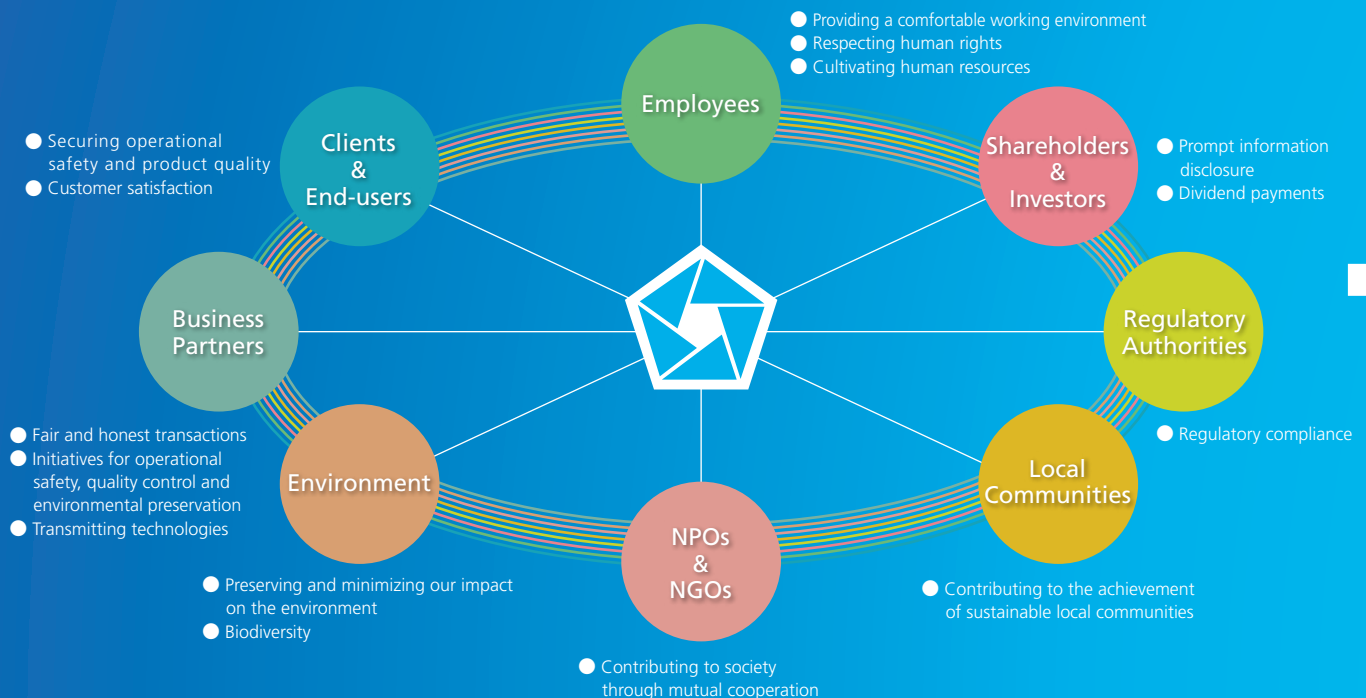 Employees
● Providing a comfortable working environment
● Respecting human rights
● Cultivating human resources
Shareholders
&
Investors
● Prompt information
disclosure
● Dividend payments
Regulatory
Authorities
● Regulatory compliance
Local
Communities
● Contributing to the achievement
of sustainable local communities
NPOs
&
NGOs
● Contributing to society
through mutual cooperation
Environment
● Preserving and minimizing our impact
on the environment
● Biodiversity
Business
Partners
● Fair and honest transactions
● Initiatives for operational
safety, quality control and
environmental preservation
● Transmitting technologies
Clients
&
End-users
● Securing operational
safety and product quality
● Customer satisfaction